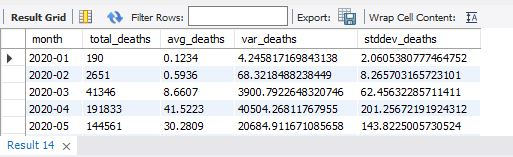 Result Grid Filter Rows: Export: Wrap Cell Content:
month total_deaths avg_deaths var_deaths stddev_deaths
2020-01 190 0.1234 4.245817169843138 2.0605380777464752
2020-02 2651 0.5936 68.3218488238449 8.265703165723101
2020-03 41346 8.6607 3900.7922648320746 62.45632285711411
2020-04 191833 41.5223 40504.26811767955 201.25672191924312
2020-05 144561 30.2809 20684.911671085658 143.8225005730524
Result 14